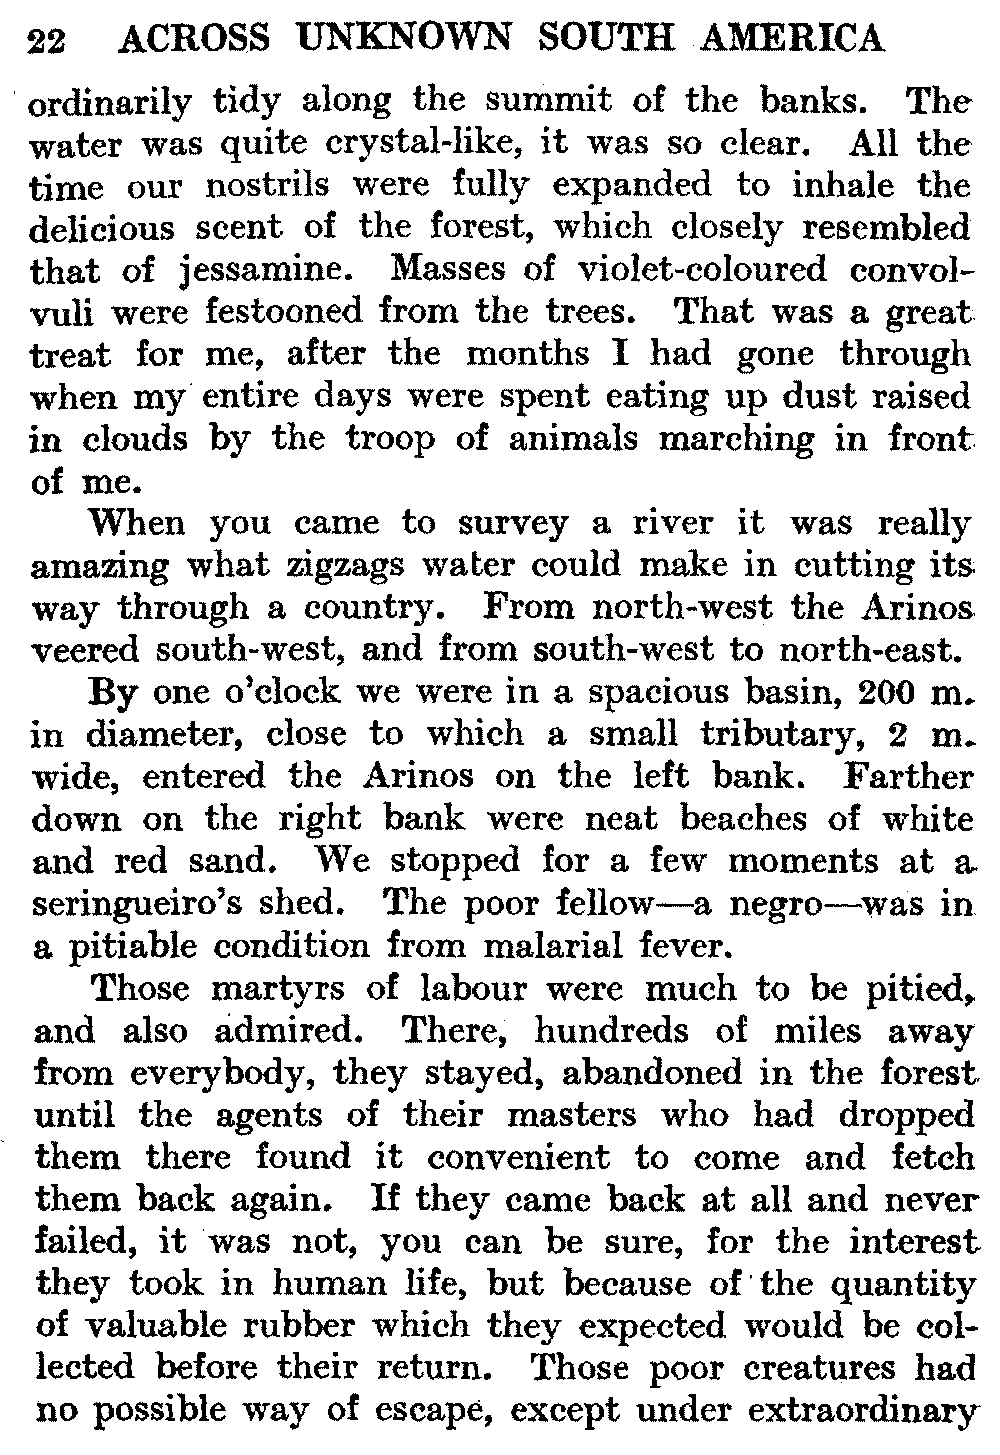 22 ACROSS UNKNOWN SOUTH AMERICA
ordinarily tidy along the summit of the banks. The
water was quite crystal-like, it was so clear. All the
time our nostrils were fully expanded to inhale the
delicious scent of the forest, which closely resembled
that of jessamine. Masses of violet-coloured convol-
vuli were festooned from the trees. That was a great
treat for me, after the months I had gone through
when my entire days were spent eating up dust raised
in clouds by the troop of animals marching in front
of me.
When you came to survey a river it was really
amazing what zigzags water could make in cutting its
way through a country. From north-west the Arinos
veered south-west, and from south-west to north-east.
By one o'clock we were in a spacious basin, 200 m.
in diameter, close to which a small tributary, 2 m.
wide, entered the Arinos on the left bank. Farther
down on the right bank were neat beaches of white
and red sand. We stopped for a few moments at a
seringueiro's shed. The poor fellow—a negro—was in
a pitiable condition from malarial fever.
Those martyrs of labour were much to be pitied,
and also admired. There, hundreds of miles away
from everybody, they stayed, abandoned in the forest
until the agents of their masters who had dropped
them there found it convenient to come and fetch
them back again. If they came back at all and never
failed, it was not, you can be sure, for the interest
they took in human life, but because of the quantity
of valuable rubber which they expected would be col-
lected before their return. Those poor creatures had
no possible way of escape, except under extraordinary